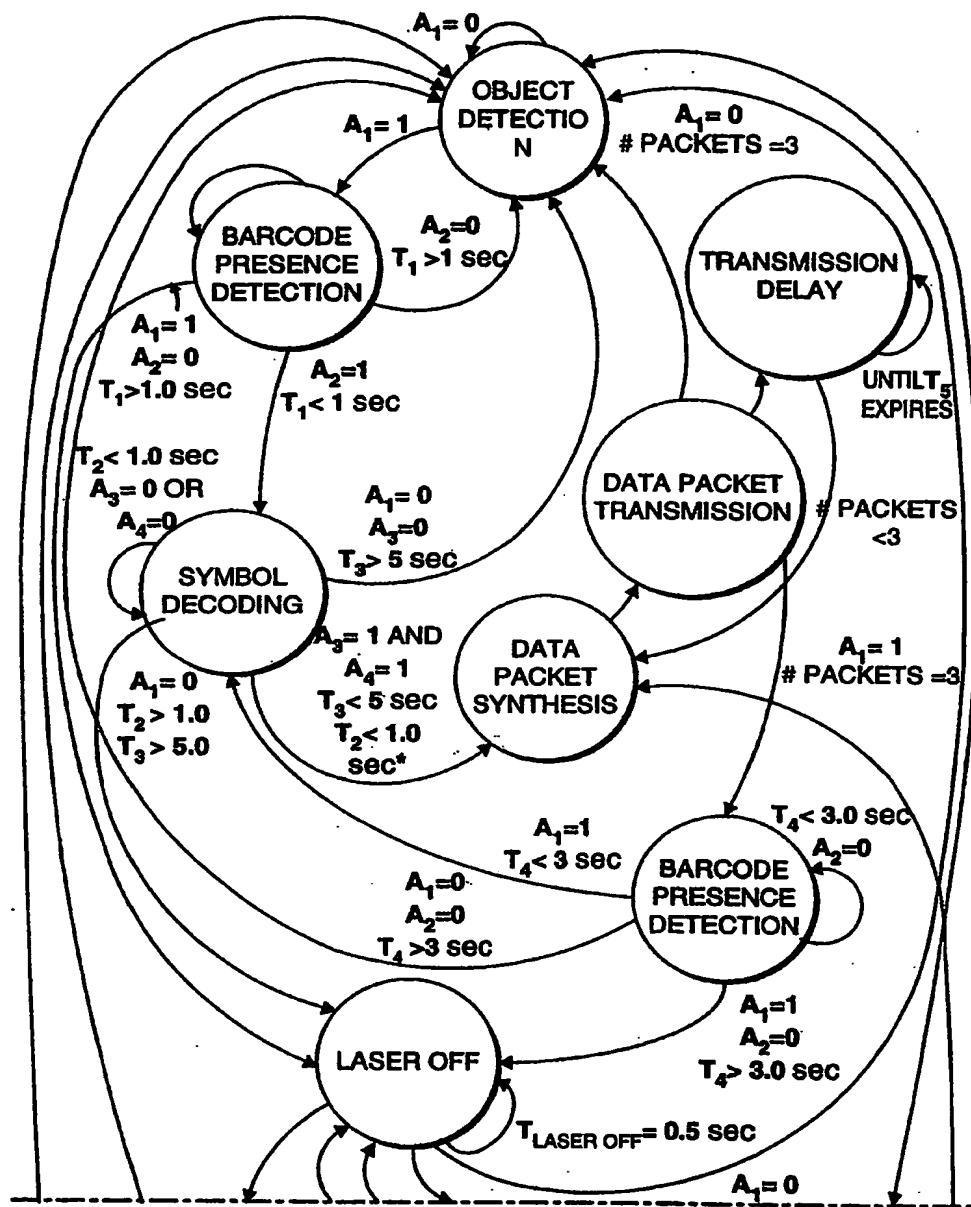 A₁= 0
OBJECT
DETECTIO
N
A₁= 1
A₁= 0
# PACKETS =3
BARCODE
PRESENCE
DETECTION
A₂=0
T₁ >1 sec
TRANSMISSION
DELAY
A₁= 1
A₂= 0
T₁>1.0 sec
A₂=1
T₁< 1 sec
UNTILT₅
EXPIRES
T₂< 1.0 sec
A₃= 0 OR
A₄=0
A₁= 0
A₃=0
T₃> 5 sec
DATA PACKET
TRANSMISSION
# PACKETS
<3
SYMBOL
DECODING
A₃= 1 AND
A₄= 1
T₃< 5 sec
T₂< 1.0
sec*
DATA
PACKET
SYNTHESIS
A₁= 1
# PACKETS =3
A₁= 0
T₂ > 1.0
T₃ > 5.0
A₁=1
T₄< 3 sec
T₄< 3.0 sec
A₂=0
BARCODE
PRESENCE
DETECTION
A₁=0
A₂=0
T₄ >3 sec
LASER OFF
A₁=1
A₂=0
T₄> 3.0 sec
T LASER OFF= 0.5 sec
A₁= 0